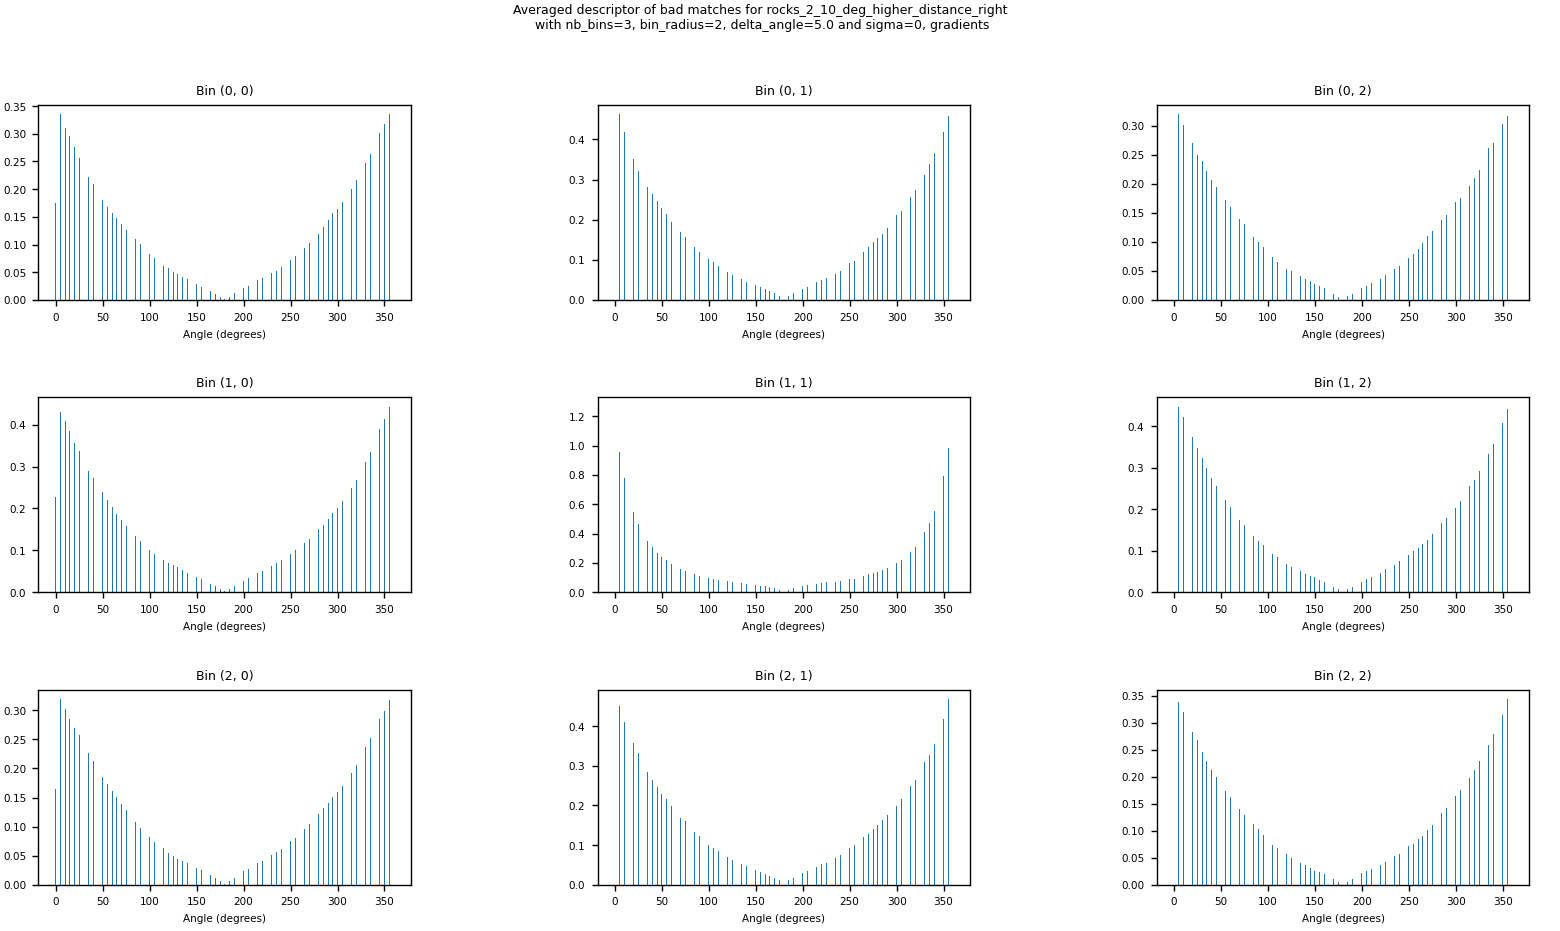 Averaged descriptor of bad matches for rocks_2_10_deg_higher_distance_right
with nb_bins=3, bin_radius=2, delta_angle=5.0 and sigma=0, gradients
Bin (0, 0)
0.35
0.30
0.25
0.20
0.15
0.10
0.05
0.00
0 50 100 150 200 250 300 350
Angle (degrees)
Bin (0, 1)
0.4
0.3
0.2
0.1
0.0
0 50 100 150 200 250 300 350
Angle (degrees)
Bin (0, 2)
0.30
0.25
0.20
0.15
0.10
0.05
0.00
0 50 100 150 200 250 300 350
Angle (degrees)
Bin (1, 0)
0.4
0.3
0.2
0.1
0.0
0 50 100 150 200 250 300 350
Angle (degrees)
Bin (1, 1)
1.2
1.0
0.8
0.6
0.4
0.2
0.0
0 50 100 150 200 250 300 350
Angle (degrees)
Bin (1, 2)
0.4
0.3
0.2
0.1
0.0
0 50 100 150 200 250 300 350
Angle (degrees)
Bin (2, 0)
0.30
0.25
0.20
0.15
0.10
0.05
0.00
0 50 100 150 200 250 300 350
Angle (degrees)
Bin (2, 1)
0.4
0.3
0.2
0.1
0.0
0 50 100 150 200 250 300 350
Angle (degrees)
Bin (2, 2)
0.35
0.30
0.25
0.20
0.15
0.10
0.05
0.00
0 50 100 150 200 250 300 350
Angle (degrees)